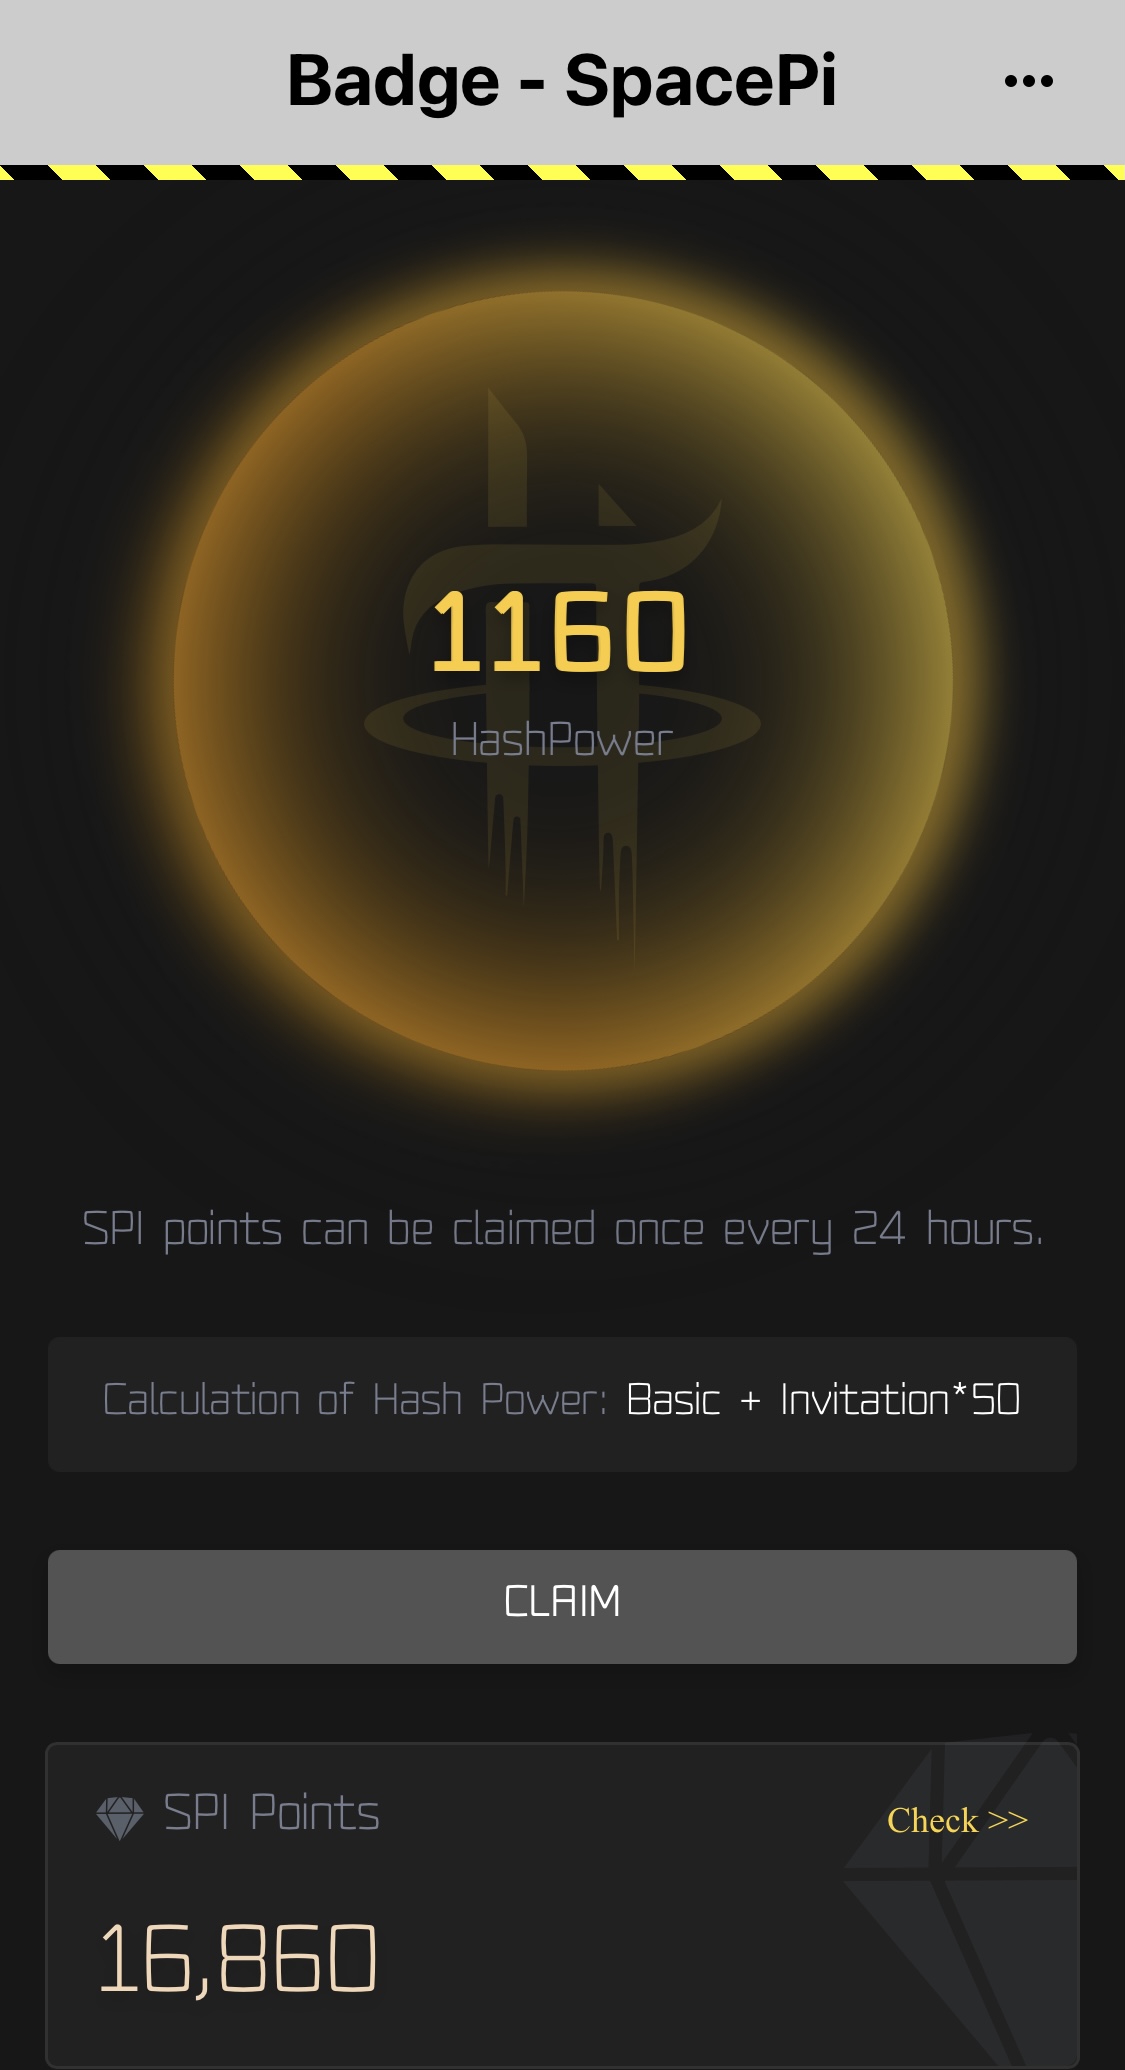 Badge - SpacePi
1160
HashPower
SPI points can be claimed once every 24 hours.
Calculation of Hash Power: Basic + Invitation*50
CLAIM
SPI Points
Check >>
16,860